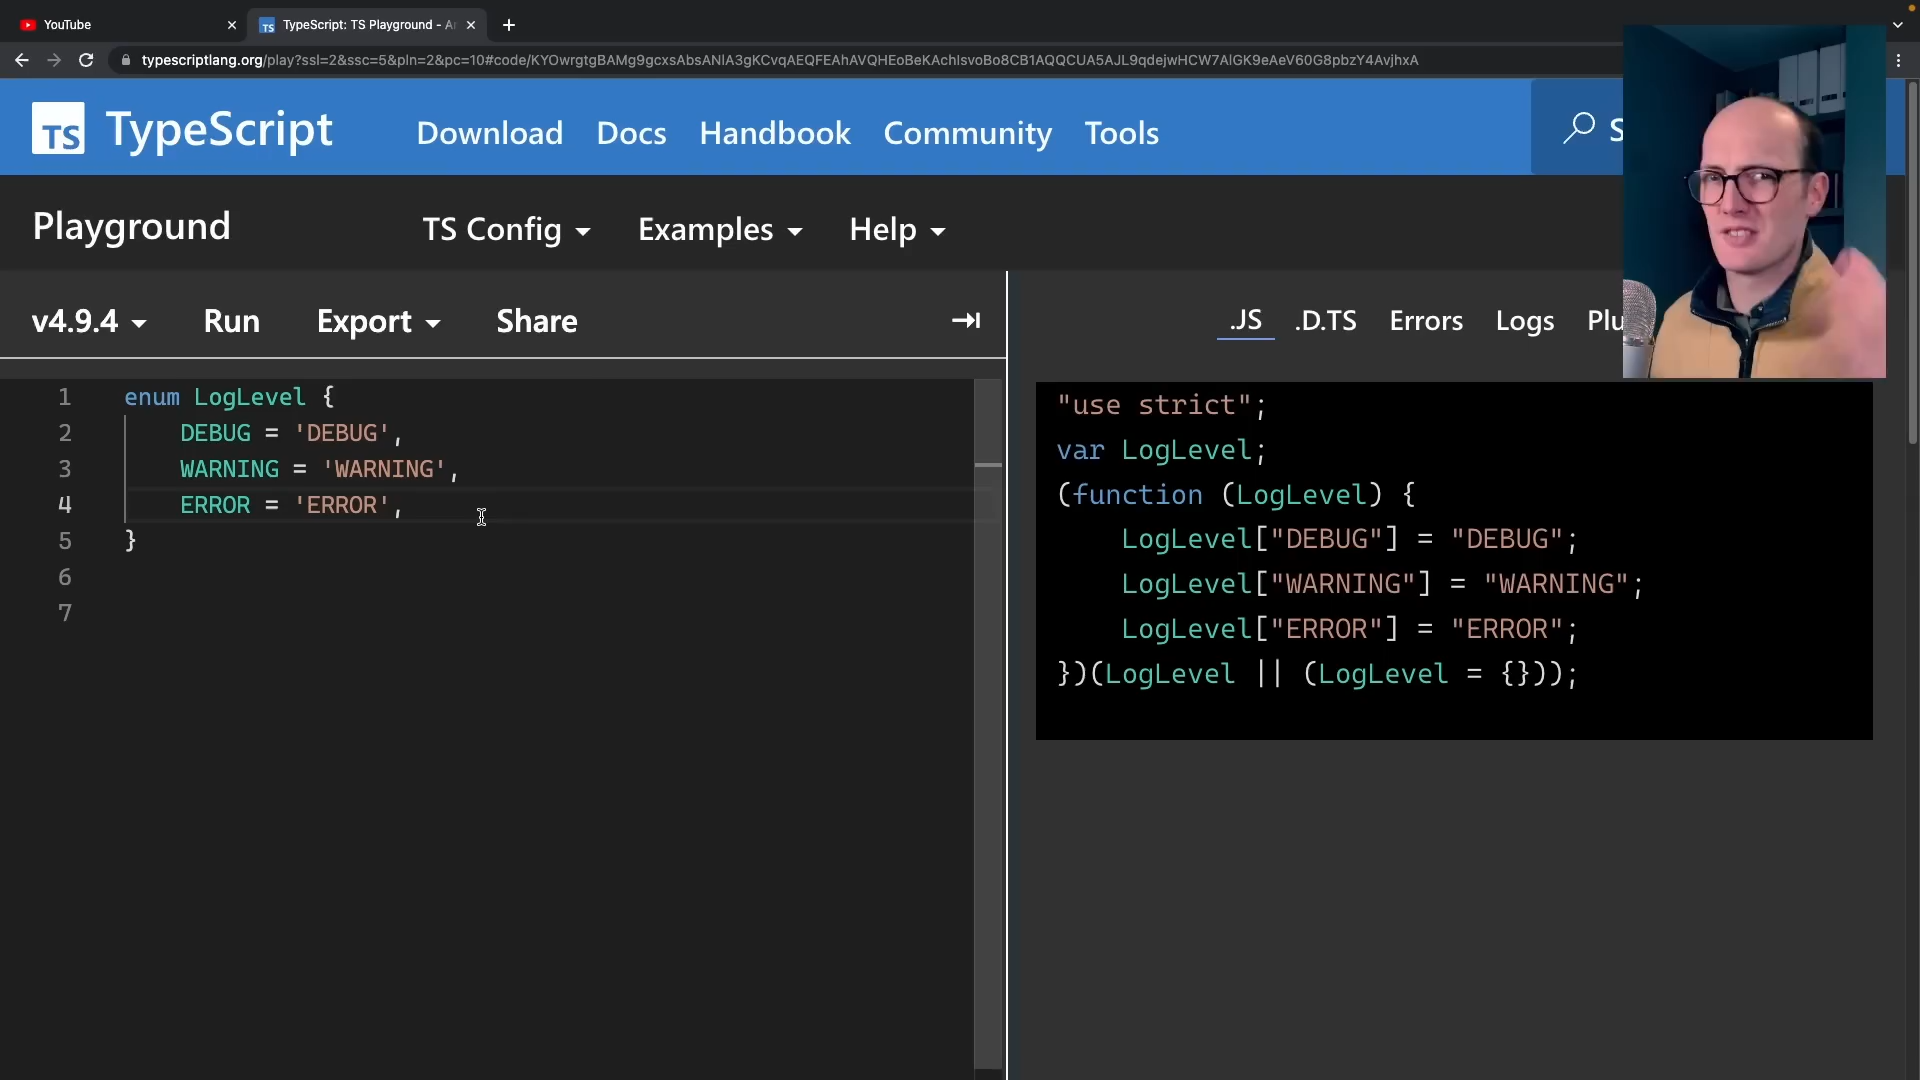 YouTube
TypeScript: TS Playground - A
typescriptlang.org/play?ssl=2&ssc=5&pln=2&pc=10#code/KYOwrgtgBAMg9gcxsAbsANlA3gKCvqAEQFEAhAVQHEoBeKAchIsvoBo8CB1AQQCUA5AJL9qdejwHCW7AlGK9eAeV60G8pbzY4AvjhxA
TS TypeScript
Download
Docs
Handbook
Community
Tools
S
Playground
TS Config
Examples
Help
v4.9.4
Run
Export
Share
.JS
.D.TS
Errors
Logs
Plu
1 enum LogLevel {
2 DEBUG = 'DEBUG',
3 WARNING = 'WARNING',
4 ERROR = 'ERROR',
5 }
6
7
"use strict";
var LogLevel;
(function (LogLevel) {
LogLevel["DEBUG"] = "DEBUG";
LogLevel["WARNING"] = "WARNING";
LogLevel["ERROR"] = "ERROR";
})(LogLevel || (LogLevel = {}));